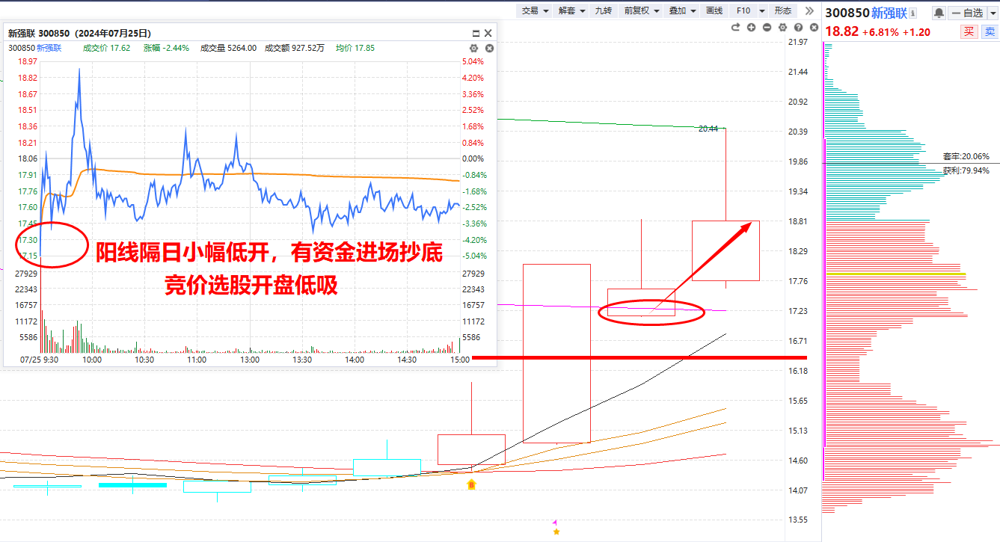 交易 解套 九转 前复权 叠加 画线 F10 形态
300850 新强联
自选
18.82 +6.81% +1.20
买 卖
新强联 300850（2024年07月25日）
300850 新强联 成交价 17.62 涨幅 -2.44% 成交量 5264.00 成交额 927.52万 均价 17.85
18.97 5.04%
18.82 4.20%
18.67 3.36%
18.51 2.52%
18.36 1.68%
18.21 0.84%
18.06 0.00%
17.91 -0.84%
17.76 -1.68%
17.60 -2.52%
17.45 -3.36%
17.30 -4.20%
17.15 -5.04%
27929 27929
22343 22343
16757 16757
11172 11172
5586 5586
07/25 9:30 10:00 10:30 11:00 13:00 13:30 14:00 14:30 15:00
阳线隔日小幅低开，有资金进场抄底
竞价选股开盘低吸
20.44
21.97
21.44
20.92
20.39
19.86
19.34
18.81
18.29
17.76
17.23
16.71
16.18
15.65
15.13
14.60
14.07
13.55
套牢:20.06%
获利:79.94%
B